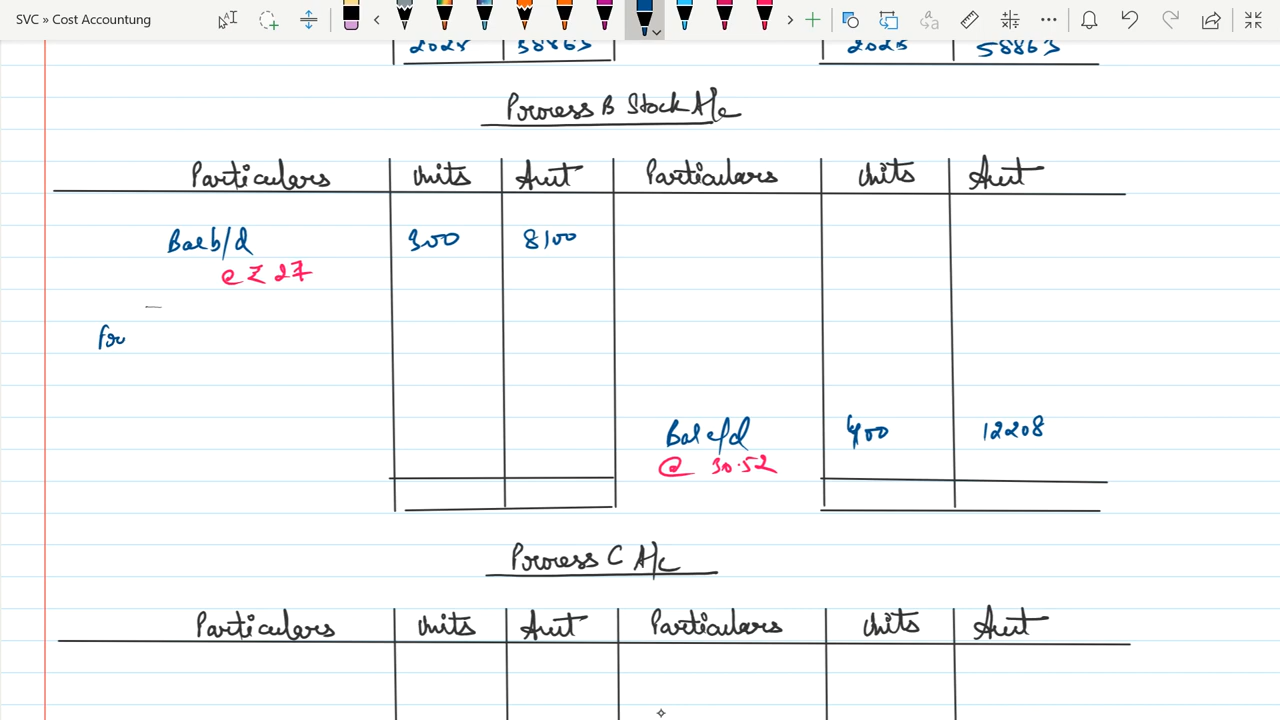 SVC » Cost Accountung
2025 58863 2025 58863
Process B Stock A/c
Particulars Units Amt Particulars Units Amt
Bal b/d 300 8100
@ ₹ 27
for
Bal c/d 400 12208
@ 30.52
Process C A/c
Particulars Units Amt Particulars Units Amt